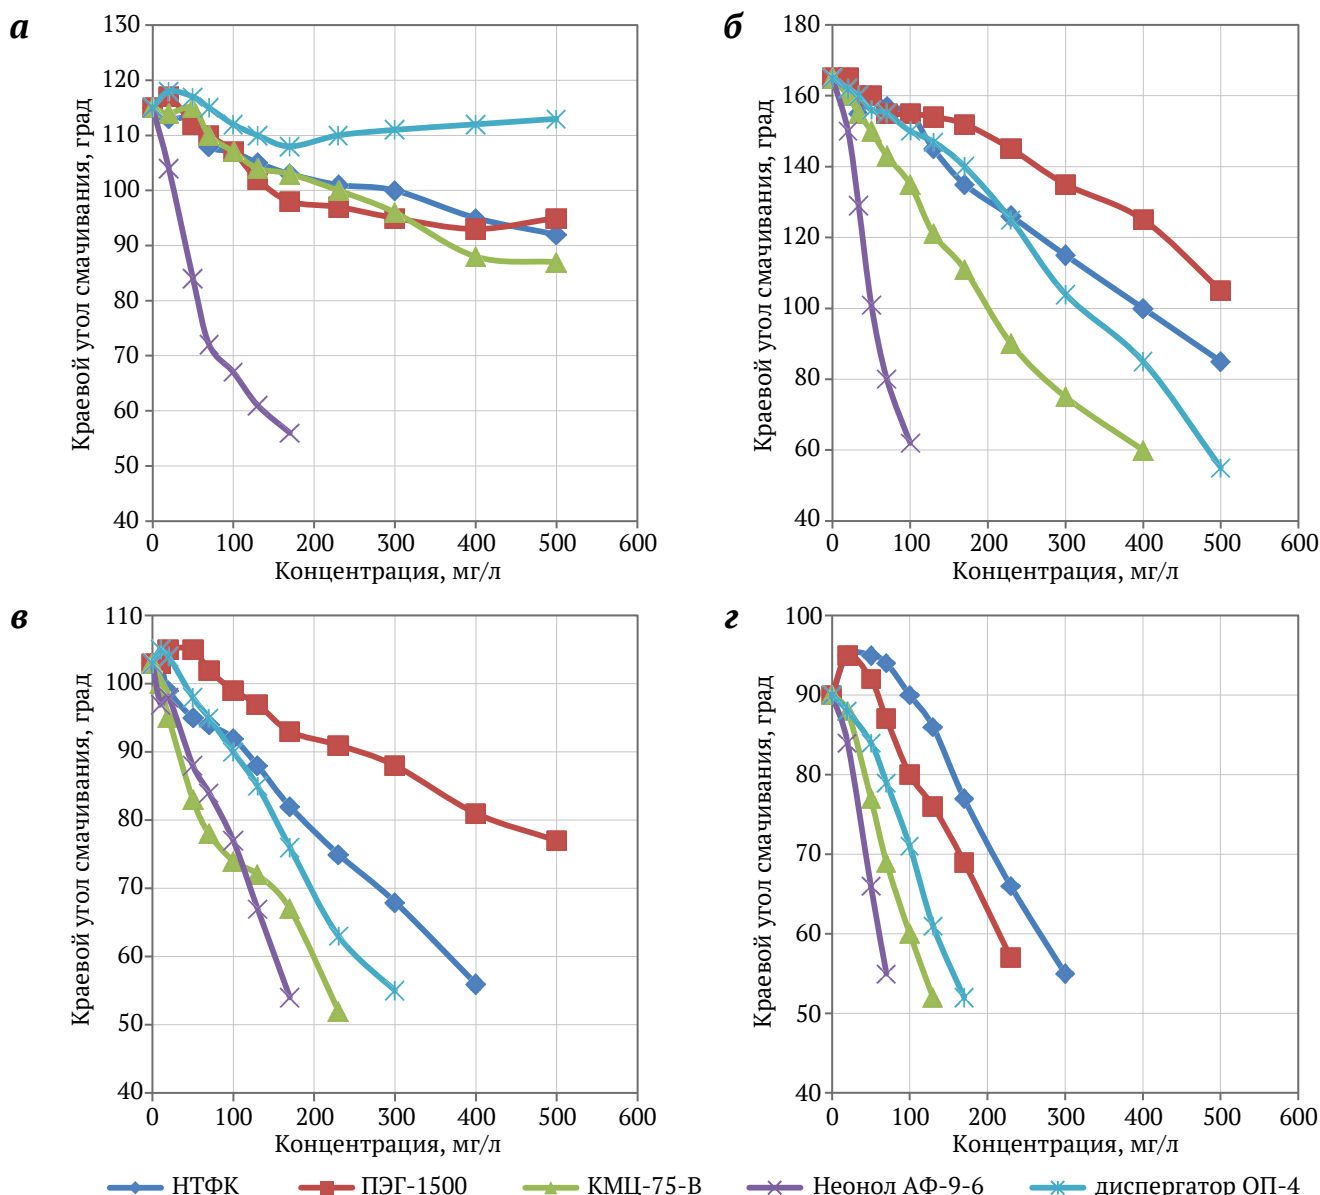 а
Краевой угол смачивания, град
130
120
110
100
90
80
70
60
50
40
0 100 200 300 400 500 600
Концентрация, мг/л
б
Краевой угол смачивания, град
180
160
140
120
100
80
60
40
0 100 200 300 400 500 600
Концентрация, мг/л
в
Краевой угол смачивания, град
110
100
90
80
70
60
50
40
0 100 200 300 400 500 600
Концентрация, мг/л
г
Краевой угол смачивания, град
100
90
80
70
60
50
40
0 100 200 300 400 500 600
Концентрация, мг/л
НТФК ПЭГ-1500 КМЦ-75-В Неонол АФ-9-6 диспергатор ОП-4